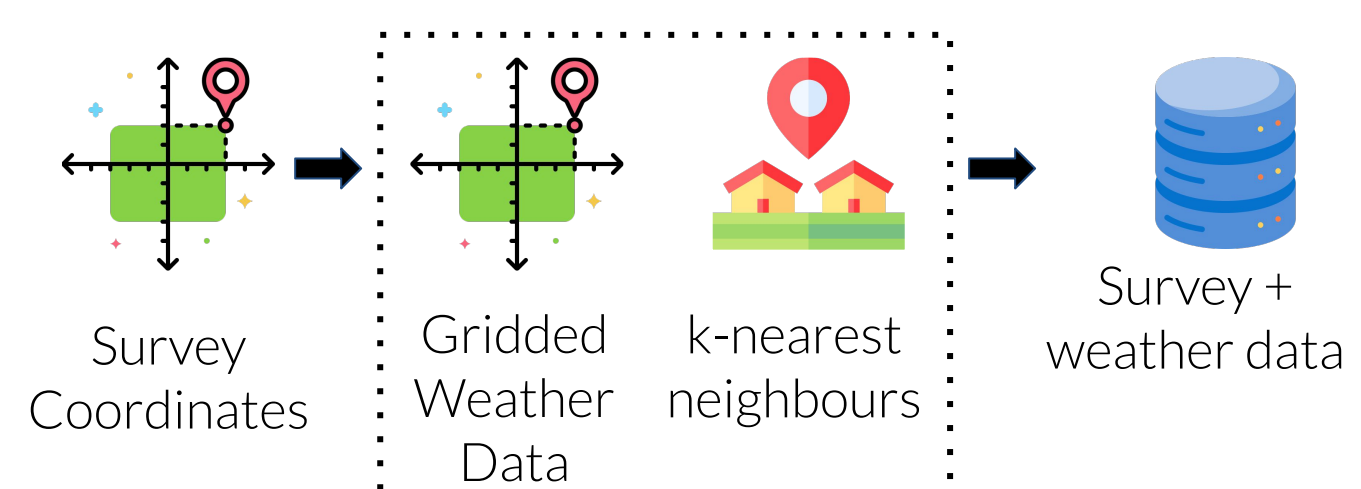 Survey
Coordinates
Gridded
Weather
Data
k-nearest
neighbours
Survey +
weather data